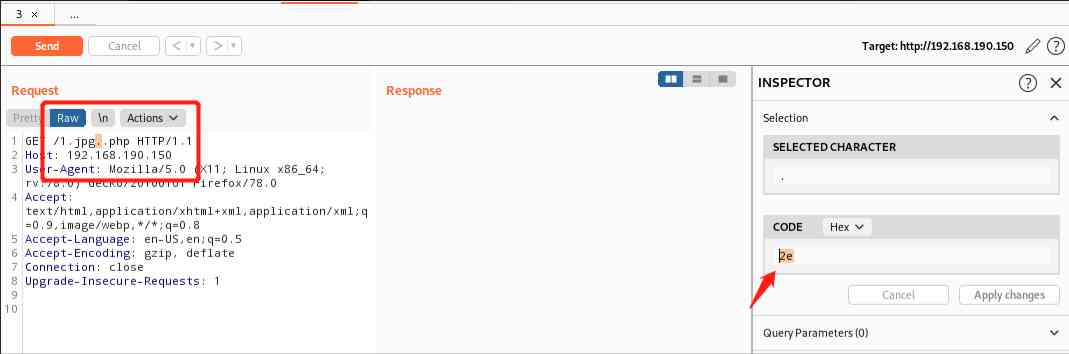 3 × ...
Send Cancel < > Target: http://192.168.190.150
Request Response INSPECTOR
Raw \n Actions
Selection
1 GET /1.jpg..php HTTP/1.1
2 Host: 192.168.190.150
3 User-Agent: Mozilla/5.0 (X11; Linux x86_64;
rv:78.0) Gecko/20100101 Firefox/78.0
4 Accept:
text/html,application/xhtml+xml,application/xml;q
=0.9,image/webp,*/*;q=0.8
5 Accept-Language: en-US,en;q=0.5
6 Accept-Encoding: gzip, deflate
7 Connection: close
8 Upgrade-Insecure-Requests: 1
9
10
SELECTED CHARACTER
.
CODE Hex
2e
Cancel Apply changes
Query Parameters (0)